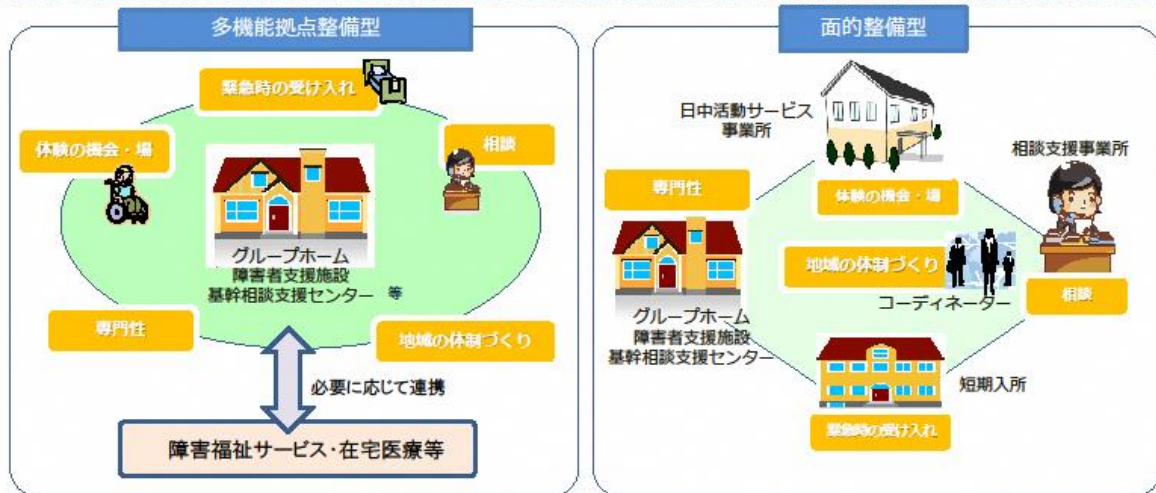 多機能拠点整備型
緊急時の受け入れ
体験の機会・場
相談
グループホーム
障害者支援施設
基幹相談支援センター 等
専門性
地域の体制づくり
必要に応じて連携
障害福祉サービス・在宅医療等
面的整備型
日中活動サービス
事業所
相談支援事業所
専門性
体験の機会・場
地域の体制づくり
コーディネーター
相談
グループホーム
障害者支援施設
基幹相談支援センター
短期入所
緊急時の受け入れ